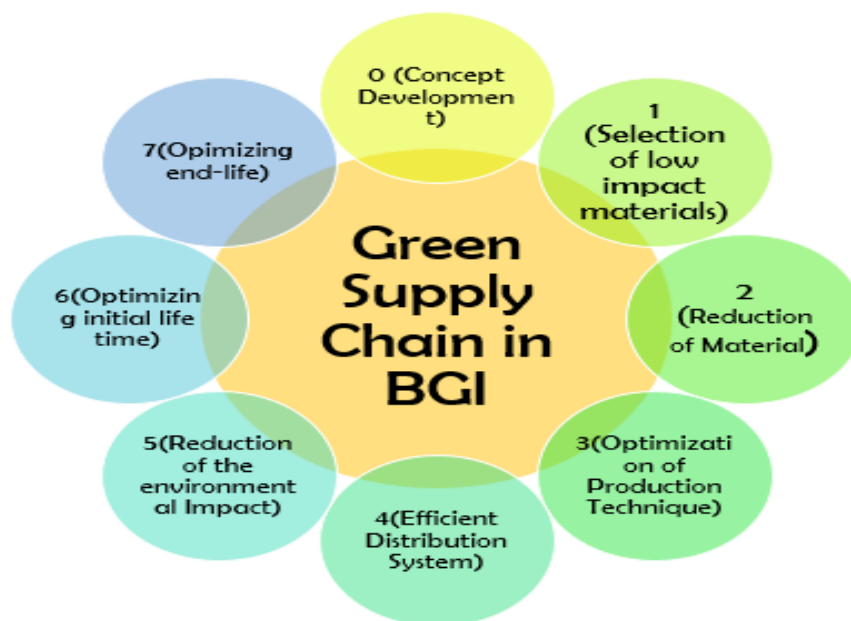 0 (Concept
Developmen
t)
1
(Selection
of low
impact
materials)
2
(Reduction
of Material)
3(Optimizati
on of
Production
Technique)
4(Efficient
Distribution
System)
5(Reduction
of the
environment
al Impact)
6(Optimizin
g initial life
time)
7(Opimizing
end-life)
Green
Supply
Chain in
BGI